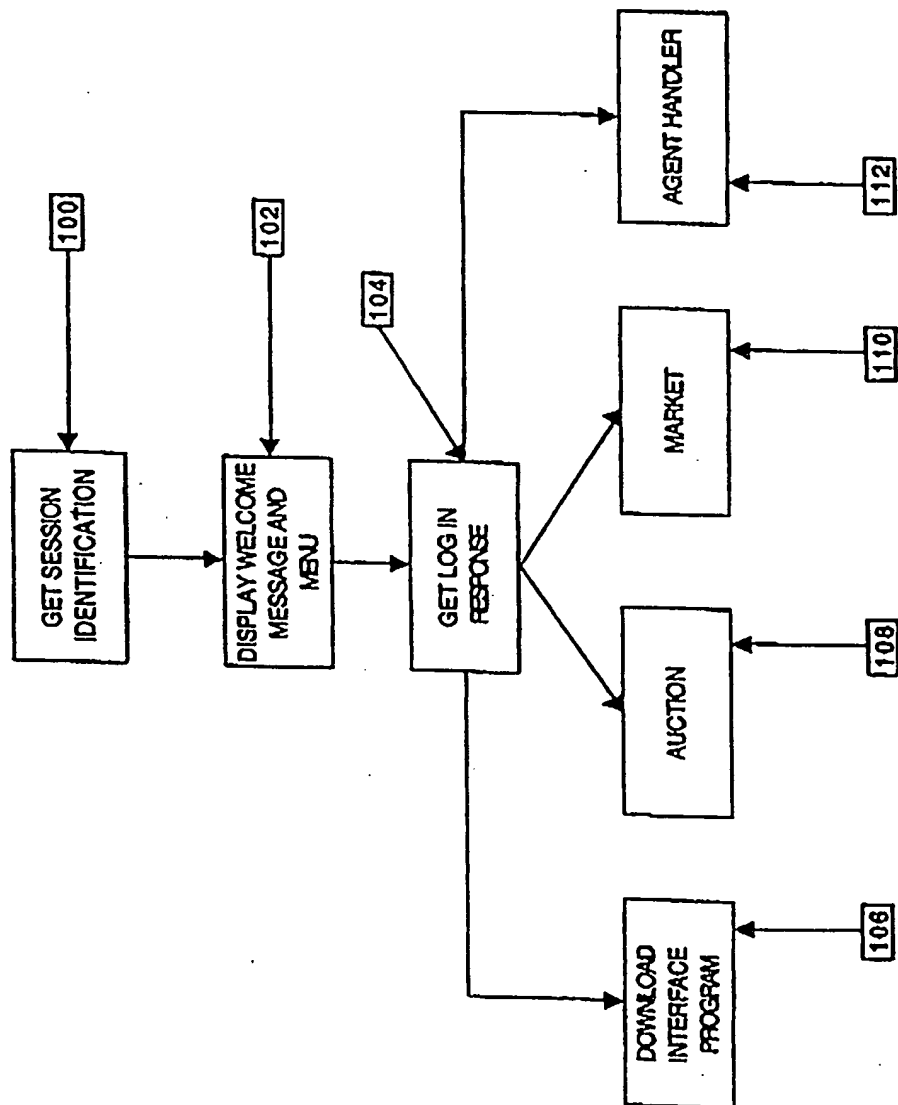 GET SESSION
IDENTIFICATION
100
DISPLAY WELCOME
MESSAGE AND
MENU
102
GET LOG IN
RESPONSE
104
DOWNLOAD
INTERFACE
PROGRAM
106
AUCTION
108
MARKET
110
AGENT HANDLER
112